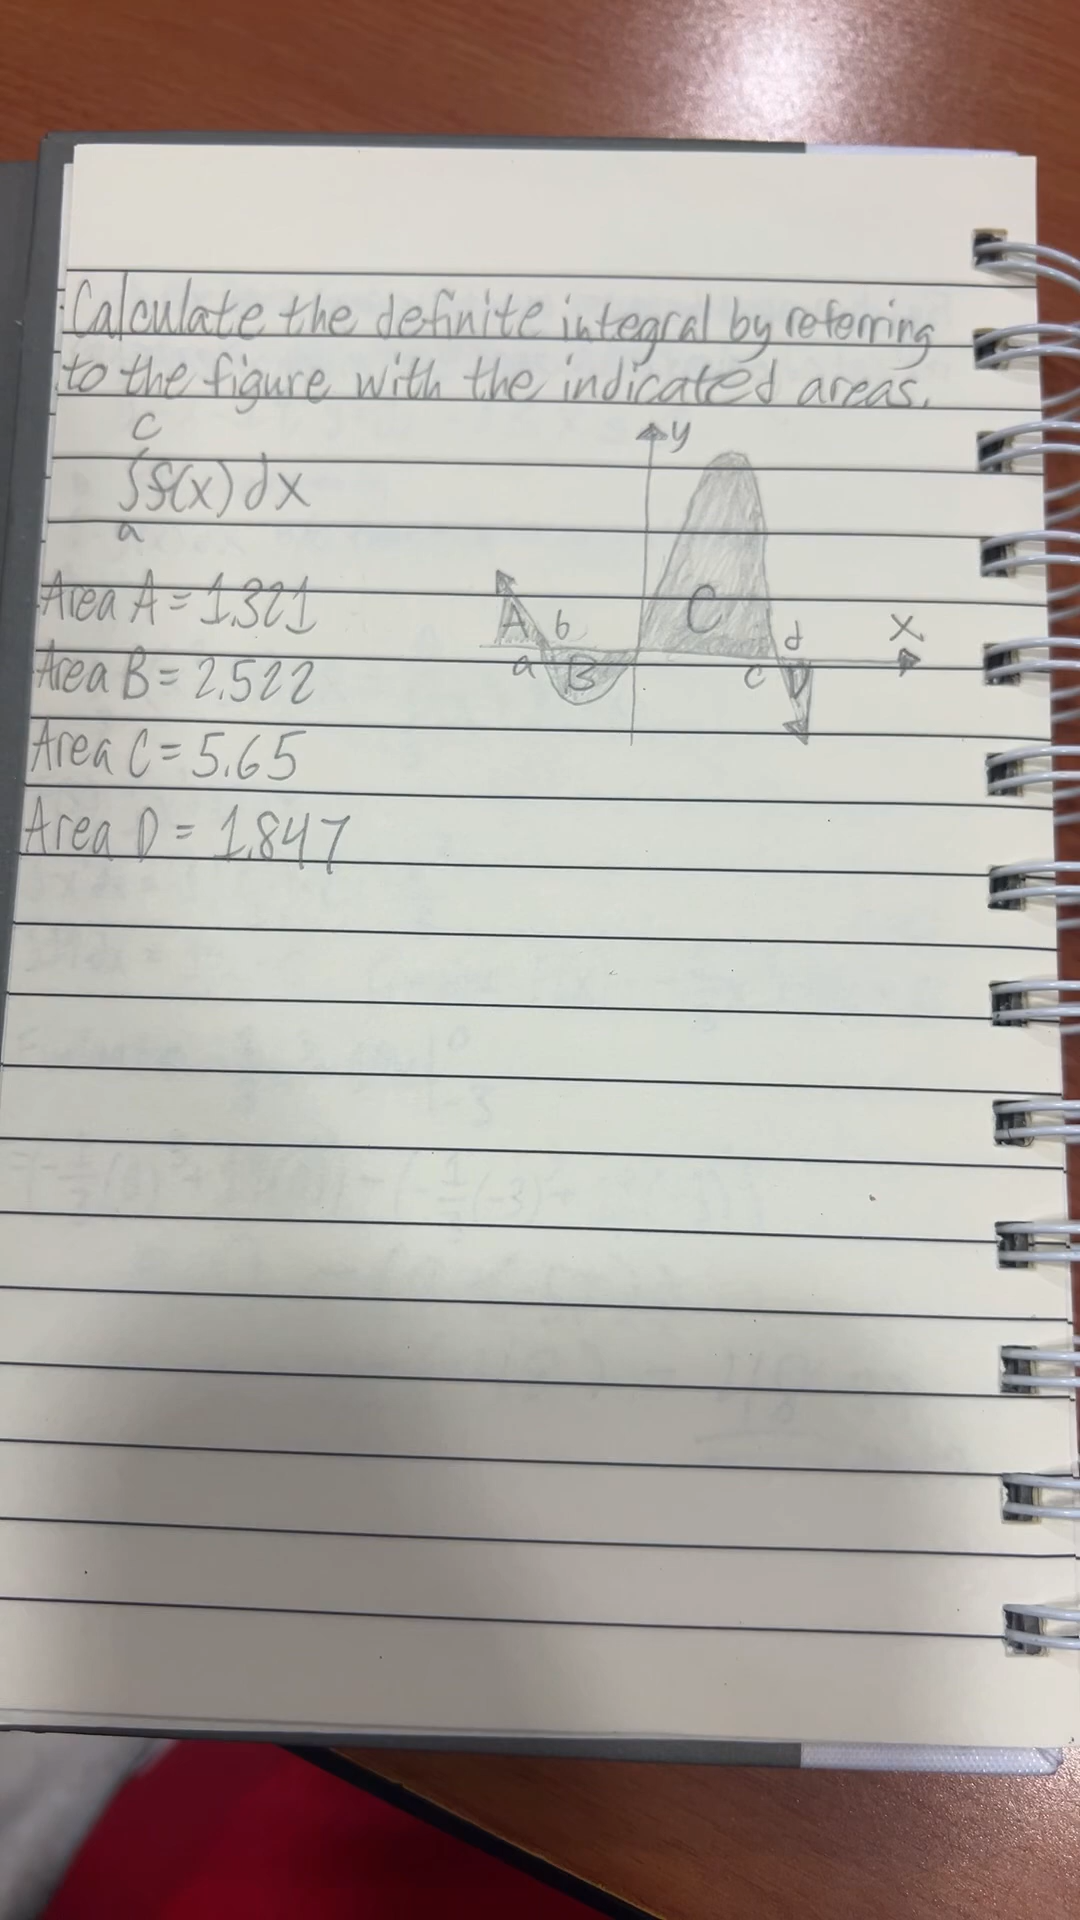 Calculate the definite integral by referring
to the figure with the indicated areas.
c
∫f(x)dx
a
y
Area A = 1.321
A b
C
d
x
a
B
c
D
Area B = 2.522
Area C = 5.65
Area D = 1.847